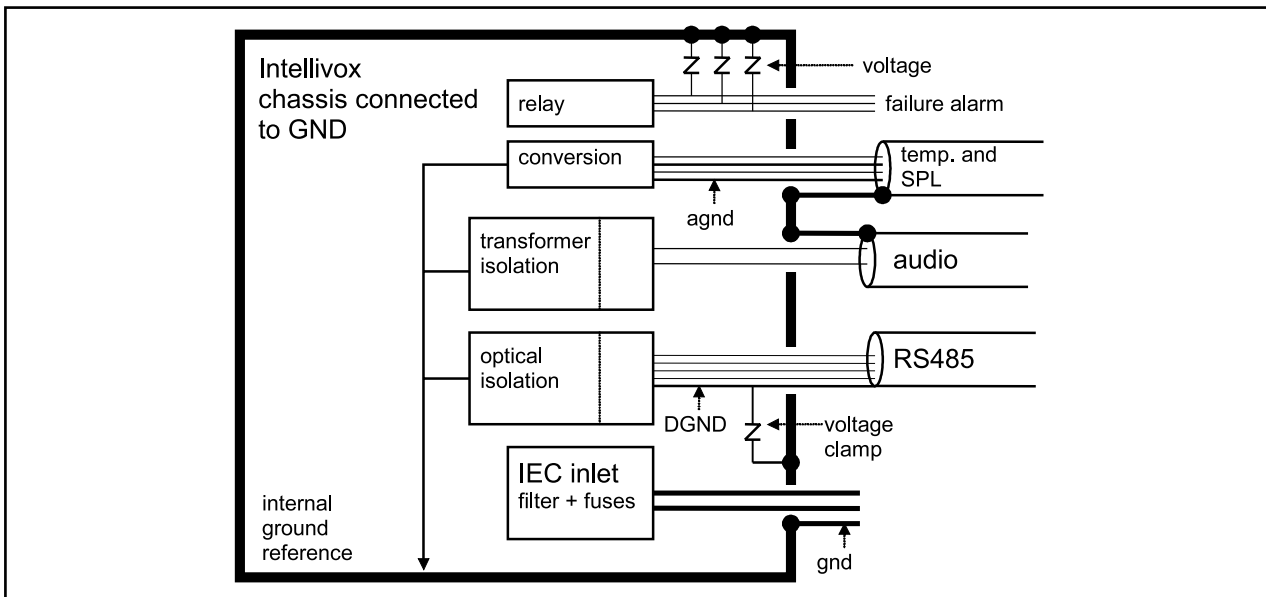 Intellivox
chassis connected
to GND
voltage
relay
failure alarm
conversion
temp. and
SPL
agnd
transformer
isolation
audio
optical
isolation
RS485
DGND
voltage
clamp
IEC inlet
filter + fuses
internal
ground
reference
gnd